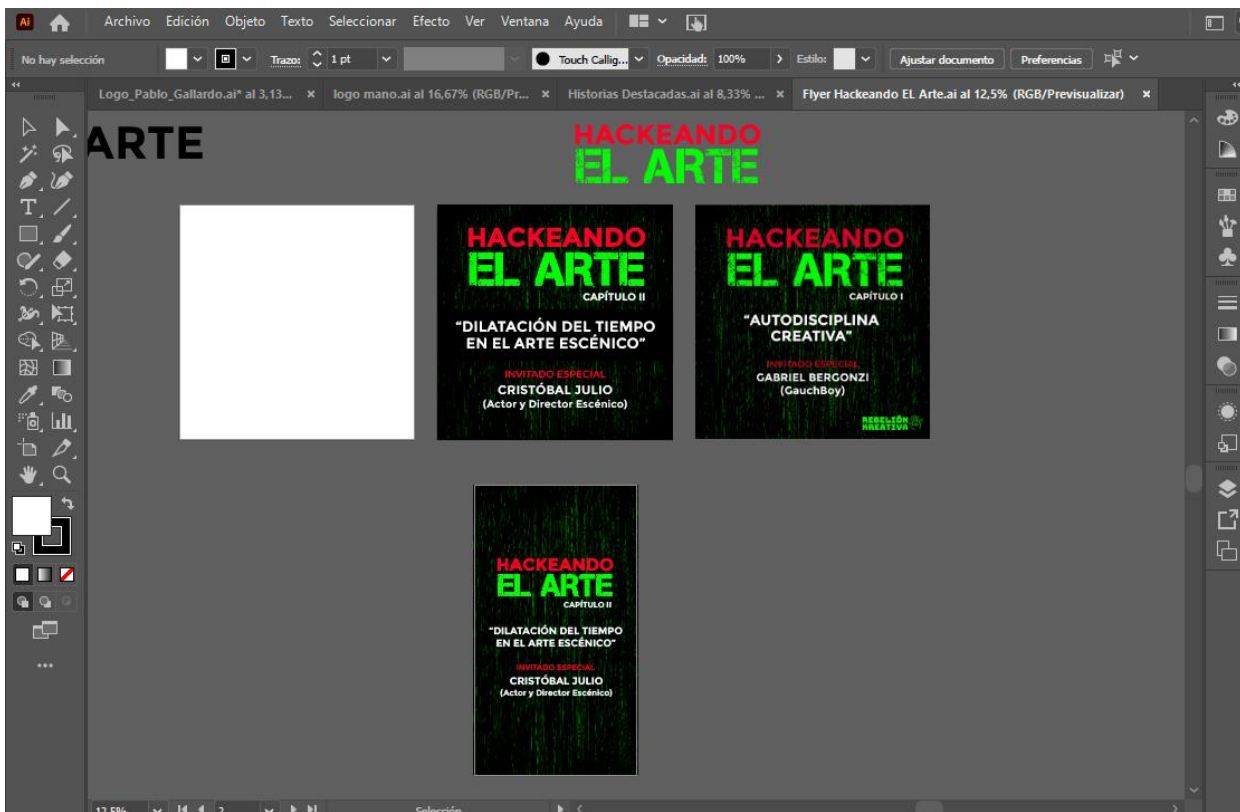 Ai Archivo Edición Objeto Texto Seleccionar Efecto Ver Ventana Ayuda
No hay selección Trazo: 1 pt Touch Callig... Opacidad: 100% Estilo: Ajustar documento Preferencias
Logo_Pablo_Gallardo.ai* al 3,13... × logo mano.ai al 16,67% (RGB/Pr... × Historias Destacadas.ai al 8,33% ... × Flyer Hackeando EL Arte.ai al 12,5% (RGB/Previsualizar) ×
ARTE
HACKEANDO
EL ARTE
HACKEANDO
EL ARTE
CAPÍTULO II
“DILATACIÓN DEL TIEMPO
EN EL ARTE ESCÉNICO”
INVITADO ESPECIAL
CRISTÓBAL JULIO
(Actor y Director Escénico)
HACKEANDO
EL ARTE
CAPÍTULO I
“AUTODISCIPLINA
CREATIVA”
INVITADO ESPECIAL
GABRIEL BERGONZI
(GauchBoy)
REBELIÓN
KREATIVA
HACKEANDO
EL ARTE
CAPÍTULO II
“DILATACIÓN DEL TIEMPO
EN EL ARTE ESCÉNICO”
INVITADO ESPECIAL
CRISTÓBAL JULIO
(Actor y Director Escénico)
12,5% 2 Selección